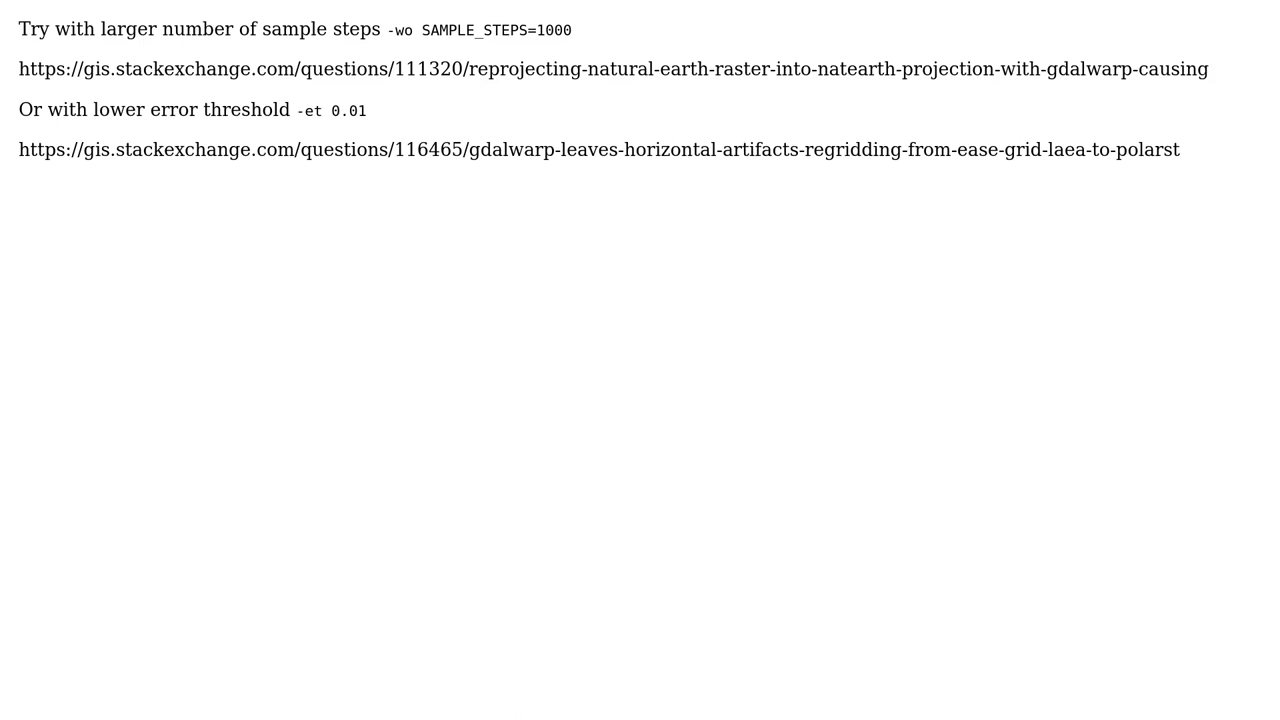 Try with larger number of sample steps -wo SAMPLE_STEPS=1000
https://gis.stackexchange.com/questions/111320/reprojecting-natural-earth-raster-into-natearth-projection-with-gdalwarp-causing
Or with lower error threshold -et 0.01
https://gis.stackexchange.com/questions/116465/gdalwarp-leaves-horizontal-artifacts-regridding-from-ease-grid-laea-to-polarst